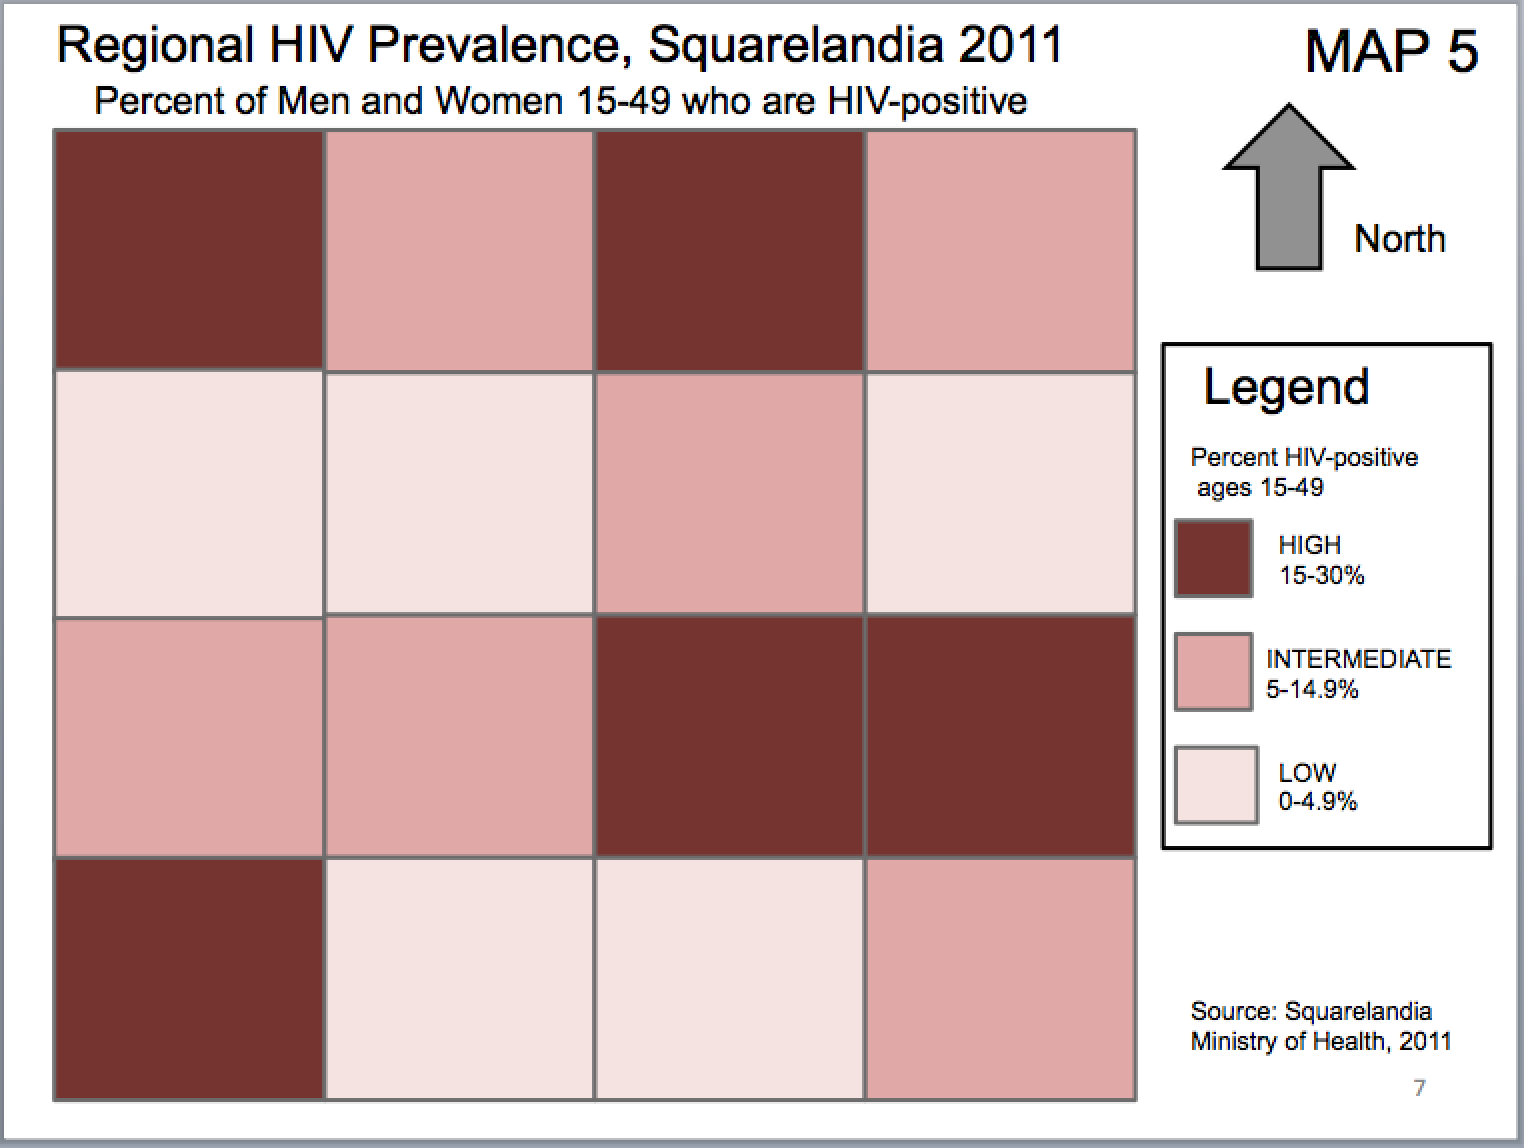 Regional HIV Prevalence, Squarelandia 2011
Percent of Men and Women 15-49 who are HIV-positive
MAP 5
North
Legend
Percent HIV-positive
ages 15-49
HIGH
15-30%
INTERMEDIATE
5-14.9%
LOW
0-4.9%
Source: Squarelandia
Ministry of Health, 2011
7